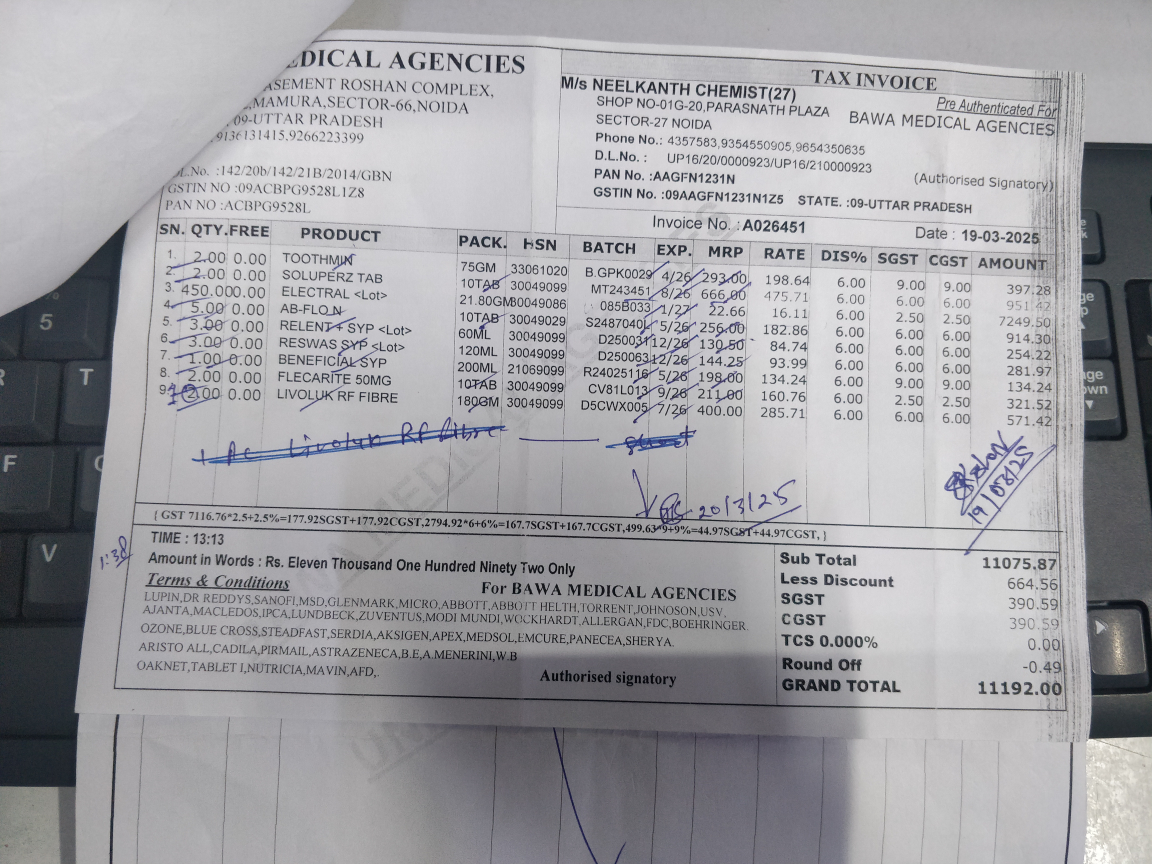 EDICAL AGENCIES
ASEMENT ROSHAN COMPLEX,
MAMURA,SECTOR-66,NOIDA
09-UTTAR PRADESH
9136131415,9266223399
L.No. :142/20b/142/21B/2014/GBN
GSTIN NO :09ACBPG9528L1Z8
PAN NO :ACBPG9528L
TAX INVOICE
M/s NEELKANTH CHEMIST(27)
SHOP NO-01G-20,PARASNATH PLAZA
SECTOR-27 NOIDA
Phone No.: 4357583,9354550905,9654350635
D.L.No. : UP16/20/0000923/UP16/210000923
PAN No. :AAGFN1231N
GSTIN No. :09AAGFN1231N1Z5 STATE. :09-UTTAR PRADESH
Pre Authenticated For
BAWA MEDICAL AGENCIES
(Authorised Signatory)
Invoice No. : A026451
Date : 19-03-2025
SN. QTY. FREE PRODUCT PACK. HSN BATCH EXP. MRP RATE DIS% SGST CGST AMOUNT
1. 2.00 0.00 TOOTHMIN 75GM 33061020 B.GPK0029 4/26 293.00 198.64 6.00 9.00 9.00 397.28
2. 2.00 0.00 SOLUPERZ TAB 10TAB 30049099 MT243451 8/26 666.00 475.71 6.00 6.00 6.00 951.42
3. 450.00 0.00 ELECTRAL <Lot> 21.80GM 30049086 085B033 1/27 22.66 16.11 6.00 2.50 2.50 7249.50
4. 5.00 0.00 AB-FLON 10TAB 30049029 S2487040L 5/26 256.00 182.86 6.00 6.00 6.00 914.30
5. 3.00 0.00 RELENT+ SYP <Lot> 60ML 30049099 D250031 12/26 130.50 84.74 6.00 6.00 6.00 254.22
6. 3.00 0.00 RESWAS SYP <Lot> 120ML 30049099 D250063 12/26 144.25 93.99 6.00 6.00 6.00 281.97
7. 1.00 0.00 BENEFICIAL SYP 200ML 21069099 R24025116 5/26 198.00 134.24 6.00 9.00 9.00 134.24
8. 2.00 0.00 FLECARITE 50MG 10TAB 30049099 CV81L013 9/26 211.00 160.76 6.00 2.50 2.50 321.52
9. 2.00 0.00 LIVOLUK RF FIBRE 180GM 30049099 D5CWX005 7/26 400.00 285.71 6.00 6.00 6.00 571.42
1 Pc Livoluk RF Fibre short
20/3/25
19/03/25
{ GST 7116.76*2.5+2.5%=177.92SGST+177.92CGST,2794.92*6+6%=167.7SGST+167.7CGST,499.63*9+9%=44.97SGST+44.97CGST, }
TIME : 13:13
1:38
Amount in Words : Rs. Eleven Thousand One Hundred Ninety Two Only
Terms & Conditions
For BAWA MEDICAL AGENCIES
LUPIN,DR REDDYS,SANOFI,MSD,GLENMARK,MICRO,ABBOTT,ABBOTT HELTH,TORRENT,JOHNSON,USV,
AJANTA,MACLEDOS,IPCA,LUNDBECK,ZUVENTUS,MODI MUNDI,WOCKHARDT,ALLERGAN,FDC,BOEHRINGER.
OZONE,BLUE CROSS,STEADFAST,SERDIA,AKSIGEN,APEX,MEDSOL,EMCURE,PANECEA,SHERYA.
ARISTO ALL,CADILA,PIRMAIL,ASTRAZENECA,B.E,A.MENERINI,W.B
OAKNET,TABLET I,NUTRICIA,MAVIN,AFD,.
Authorised signatory
Sub Total 11075.87
Less Discount 664.56
SGST 390.59
CGST 390.59
TCS 0.000% 0.00
Round Off -0.49
GRAND TOTAL 11192.00